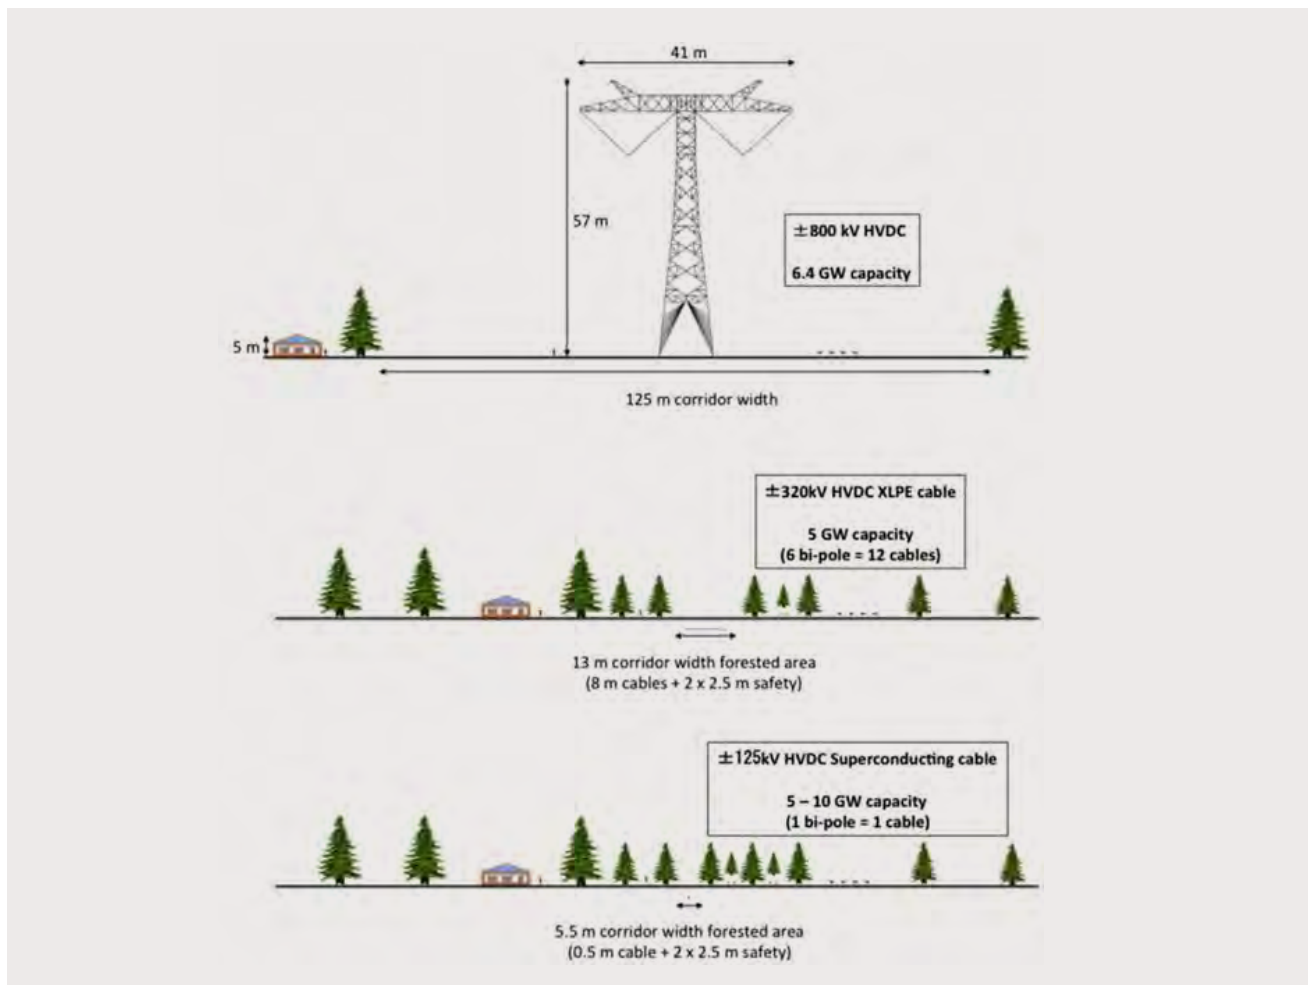 41 m
57 m
±800 kV HVDC
6.4 GW capacity
5 m
125 m corridor width
±320kV HVDC XLPE cable
5 GW capacity
(6 bi-pole = 12 cables)
13 m corridor width forested area
(8 m cables + 2 x 2.5 m safety)
±125kV HVDC Superconducting cable
5 – 10 GW capacity
(1 bi-pole = 1 cable)
5.5 m corridor width forested area
(0.5 m cable + 2 x 2.5 m safety)